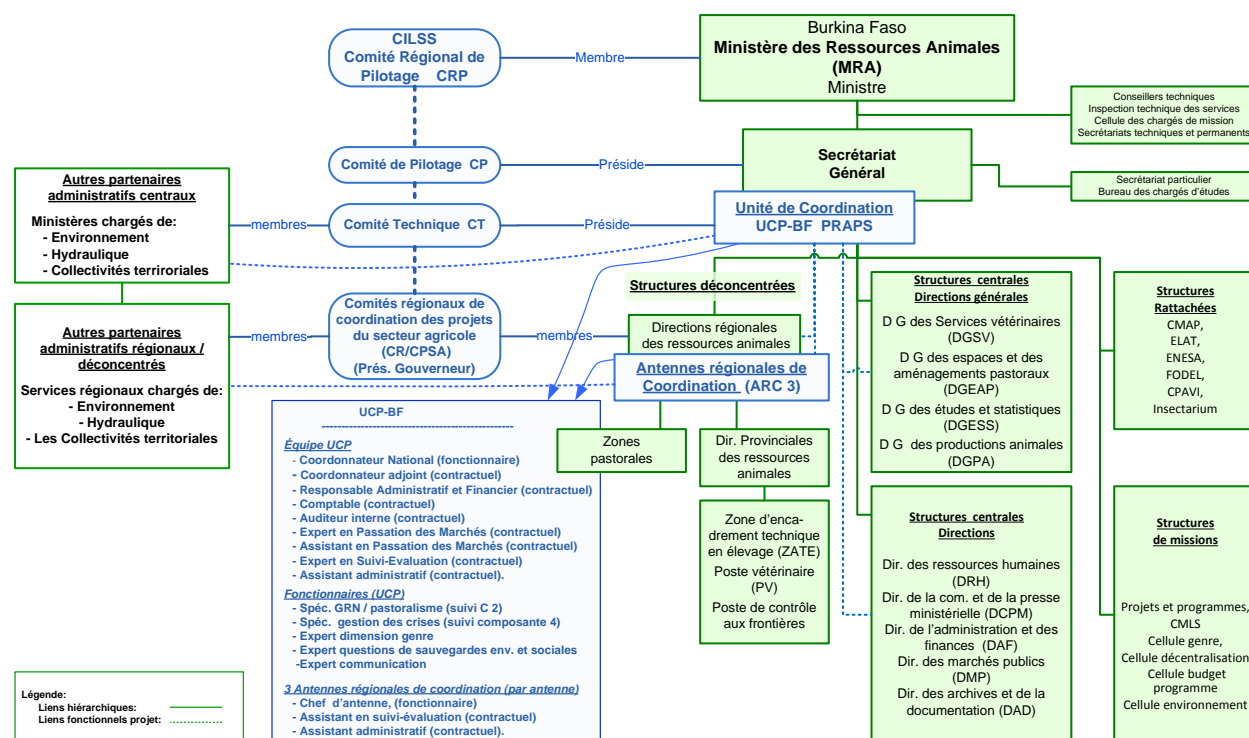 CILSS
Comité Régional de
Pilotage CRP
Membre
Burkina Faso
Ministère des Ressources Animales
(MRA)
Ministre
Conseillers techniques
Inspection technique des services
Cellule des chargés de mission
Secrétariats techniques et permanents
Comité de Pilotage CP
Préside
Secrétariat
Général
Secrétariat particulier
Bureau des chargés d'études
Autres partenaires
administratifs centraux
Ministères chargés de:
- Environnement
- Hydraulique
- Collectivités terriroriales
membres
Comité Technique CT
Préside
Unité de Coordination
UCP-BF PRAPS
Autres partenaires
administratifs régionaux /
déconcentrés
Services régionaux chargés de:
- Environnement
- Hydraulique
- Les Collectivités territoriales
membres
Comités régionaux de
coordination des projets
du secteur agricole
(CR/CPSA)
(Prés. Gouverneur)
membres
Structures déconcentrées
Directions régionales
des ressources animales
Antennes régionales de
Coordination (ARC 3)
Zones
pastorales
Dir. Provinciales
des ressources
animales
Zone d'enca-
drement technique
en élevage (ZATE)
Poste vétérinaire
(PV)
Poste de contrôle
aux frontières
Structures centrales
Directions générales
D G des Services vétérinaires
(DGSV)
D G des espaces et des
aménagements pastoraux
(DGEAP)
D G des études et statistiques
(DGESS)
D G des productions animales
(DGPA)
Structures
Rattachées
CMAP,
ELAT,
ENESA,
FODEL,
CPAVI,
Insectarium
Structures centrales
Directions
Dir. des ressources humaines
(DRH)
Dir. de la com. et de la presse
ministérielle (DCPM)
Dir. de l'administration et des
finances (DAF)
Dir. des marchés publics
(DMP)
Dir. des archives et de la
documentation (DAD)
Structures
de missions
Projets et programmes,
CMLS
Cellule genre,
Cellule décentralisation
Cellule budget
programme
Cellule environnement
UCP-BF
Équipe UCP
- Coordonnateur National (fonctionnaire)
- Coordonnateur adjoint (contractuel)
- Responsable Administratif et Financier (contractuel)
- Comptable (contractuel)
- Auditeur interne (contractuel)
- Expert en Passation des Marchés (contractuel)
- Assistant en Passation des Marchés (contractuel)
- Expert en Suivi-Evaluation (contractuel)
- Assistant administratif (contractuel).
Fonctionnaires (UCP)
- Spéc. GRN / pastoralisme (suivi C 2)
- Spéc. gestion des crises (suivi composante 4)
- Expert dimension genre
- Expert questions de sauvegardes env. et sociales
-Expert communication
3 Antennes régionales de coordination (par antenne)
- Chef d'antenne, (fonctionnaire)
- Assistant en suivi-évaluation (contractuel)
- Assistant administratif (contractuel).
Légende:
Liens hiérarchiques:
Liens fonctionnels projet: